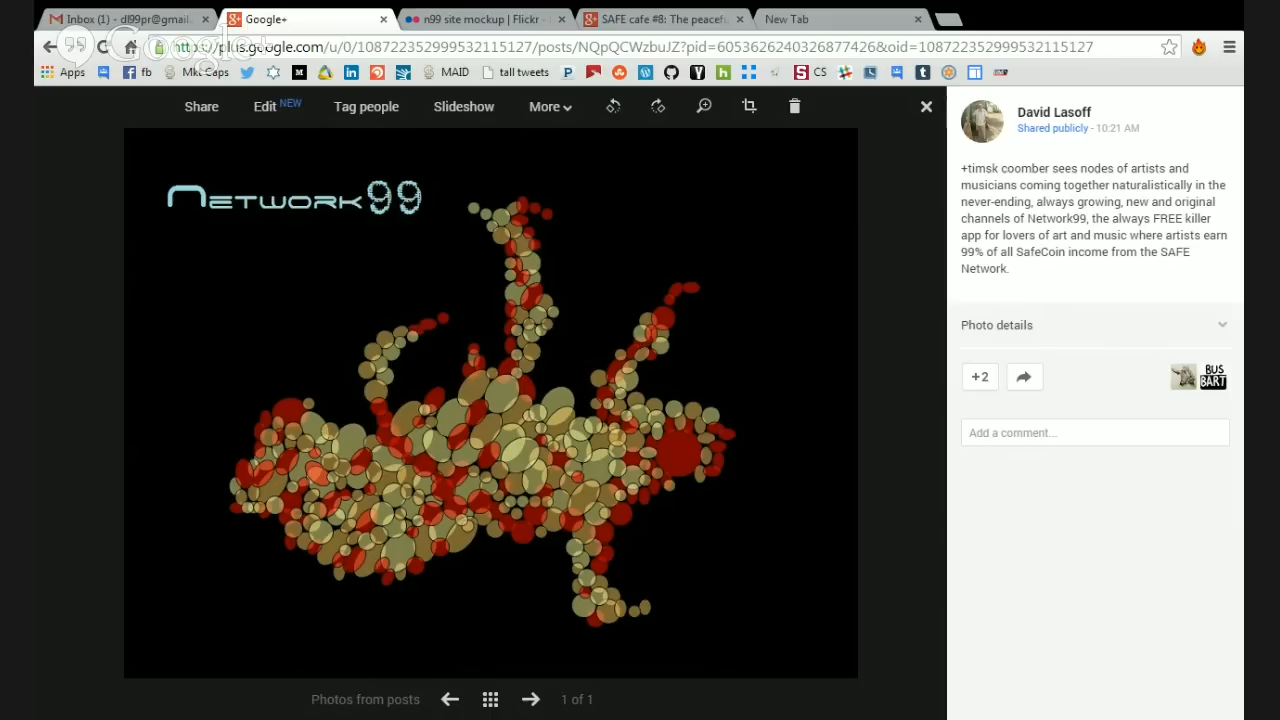 Inbox (1) - dl99pr@gmail.
Google+
n99 site mockup | Flickr -
SAFE cafe #8: The peacefu
New Tab
Google+
https://plus.google.com/u/0/108722352999532115127/posts/NQpQCWzbuJZ?pid=6053626240326877426&oid=108722352999532115127
Apps
fb
Mkt Caps
MAID
tall tweets
CS
Share
Edit NEW
Tag people
Slideshow
More
David Lasoff
Shared publicly - 10:21 AM
Network99
+timsk coomber sees nodes of artists and
musicians coming together naturalistically in the
never-ending, always growing, new and original
channels of Network99, the always FREE killer
app for lovers of art and music where artists earn
99% of all SafeCoin income from the SAFE
Network.
Photo details
+2
BUS
BART
Add a comment...
Photos from posts
1 of 1